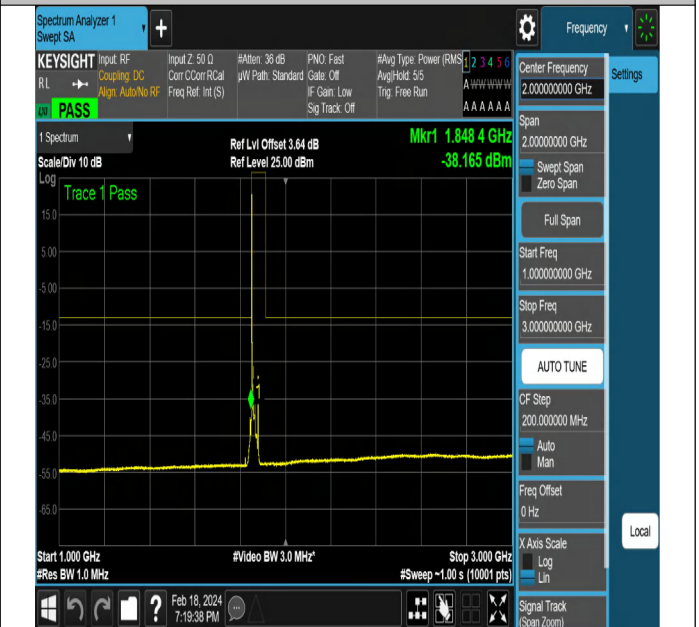 Spectrum Analyzer 1
Swept SA
Frequency
KEYSIGHT
RL
PASS
Input: RF
Coupling: DC
Align: Auto/No RF
Input Z: 50 Ω
Corr CCorr RCal
Freq Ref: Int (S)
#Atten: 36 dB
µW Path: Standard
PNO: Fast
Gate: Off
IF Gain: Low
Sig Track: Off
#Avg Type: Power (RMS
Avg|Hold: 5/5
Trig: Free Run
1 2 3 4 5 6
A W W W W W
A A A A A A
1 Spectrum
Scale/Div 10 dB
Ref Lvl Offset 3.64 dB
Ref Level 25.00 dBm
Mkr1 1.848 4 GHz
-38.165 dBm
Log
Trace 1 Pass
15.0
5.00
-5.00
-15.0
-25.0
-35.0
-45.0
-55.0
-65.0
1
Start 1.000 GHz
#Res BW 1.0 MHz
#Video BW 3.0 MHz*
Stop 3.000 GHz
#Sweep ~1.00 s (10001 pts)
Center Frequency
2.000000000 GHz
Settings
Span
2.00000000 GHz
Swept Span
Zero Span
Full Span
Start Freq
1.000000000 GHz
Stop Freq
3.000000000 GHz
AUTO TUNE
CF Step
200.000000 MHz
Auto
Man
Freq Offset
0 Hz
X Axis Scale
Log
Lin
Local
Signal Track
(Span Zoom)
?
Feb 18, 2024
7:19:38 PM